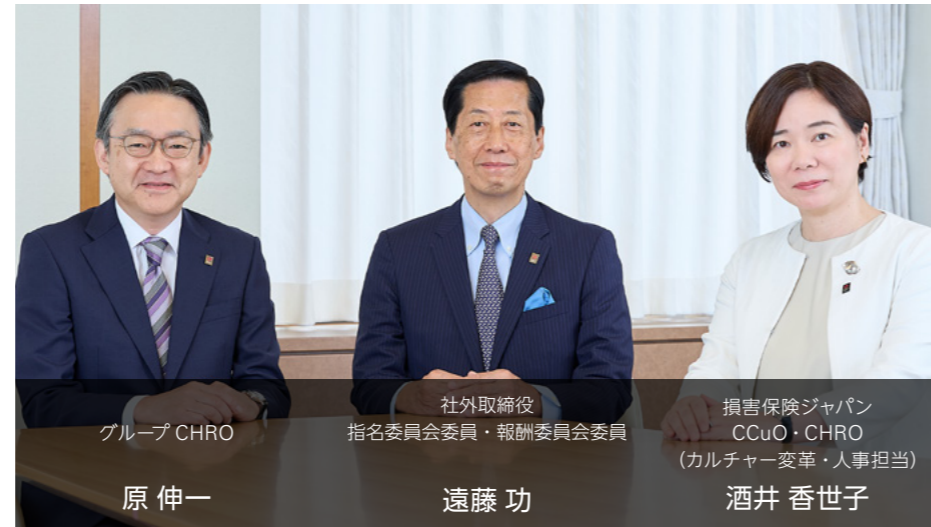 グループ CHRO
原 伸一
社外取締役
指名委員会委員・報酬委員会委員
遠藤 功
損害保険ジャパン
CCuO・CHRO
(カルチャー変革・人事担当)
酒井 香世子